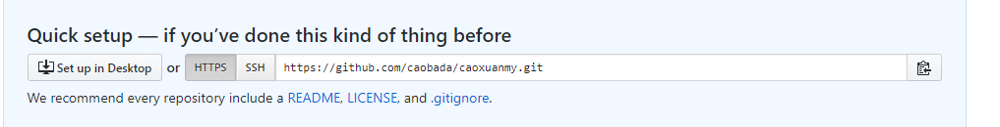 Quick setup — if you’ve done this kind of thing before
Set up in Desktop or HTTPS SSH https://github.com/caobada/caoxuanmy.git
We recommend every repository include a README, LICENSE, and .gitignore.